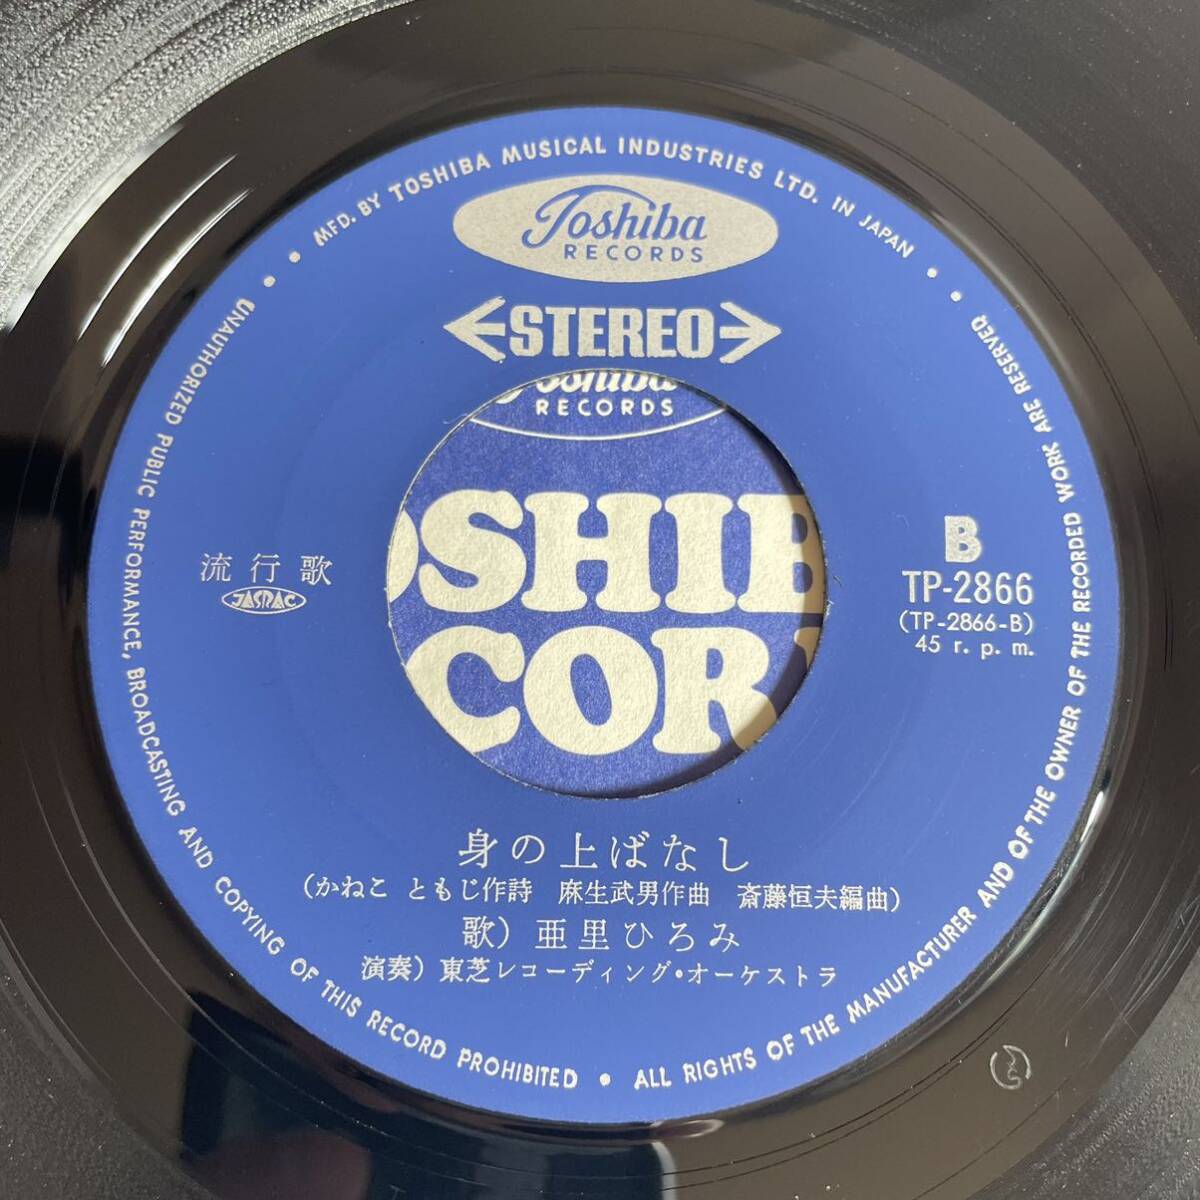 MFD. BY TOSHIBA MUSICAL INDUSTRIES LTD. IN JAPAN
Toshiba
RECORDS
STEREO
Toshiba
RECORDS
OSHIB
COR
流行歌
JASRAC
B
TP-2866
(TP-2866-B)
45 r. p. m.
身の上ばなし
(かねこ ともじ作詩 麻生武男作曲 斎藤恒夫編曲)
歌) 亜里ひろみ
演奏) 東芝レコーディング・オーケストラ
UNAUTHORIZED PUBLIC PERFORMANCE, BROADCASTING AND COPYING OF THIS RECORD PROHIBITED • ALL RIGHTS OF THE MANUFACTURER AND OF THE OWNER OF THE RECORDED WORK ARE RESERVED